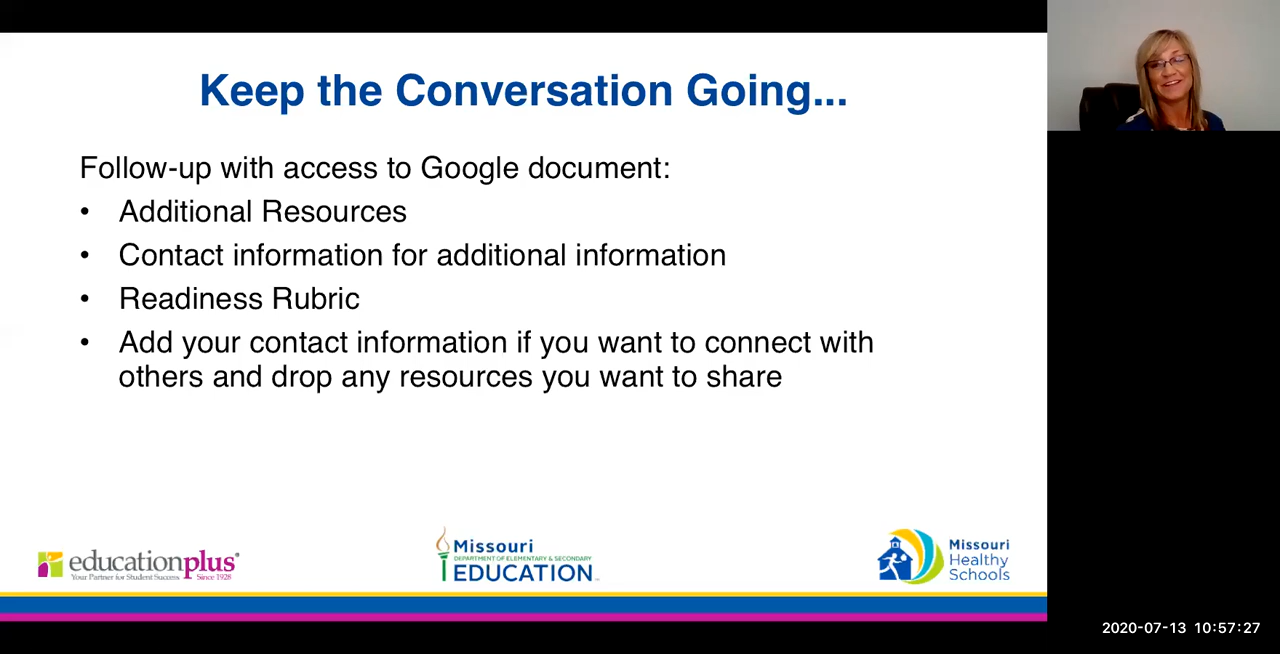 Keep the Conversation Going...
Follow-up with access to Google document:
• Additional Resources
• Contact information for additional information
• Readiness Rubric
• Add your contact information if you want to connect with
others and drop any resources you want to share
educationplus®
Your Partner for Student Success Since 1928
Missouri
DEPARTMENT OF ELEMENTARY & SECONDARY
EDUCATION
Missouri
Healthy
Schools
2020-07-13 10:57:27